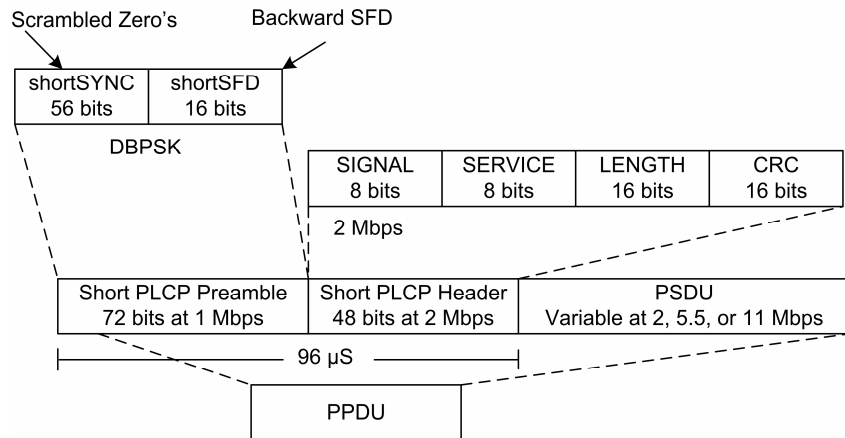 Scrambled Zero's
Backward SFD
shortSYNC
56 bits
shortSFD
16 bits
DBPSK
SIGNAL
8 bits
SERVICE
8 bits
LENGTH
16 bits
CRC
16 bits
2 Mbps
Short PLCP Preamble
72 bits at 1 Mbps
Short PLCP Header
48 bits at 2 Mbps
PSDU
Variable at 2, 5.5, or 11 Mbps
96 µS
PPDU